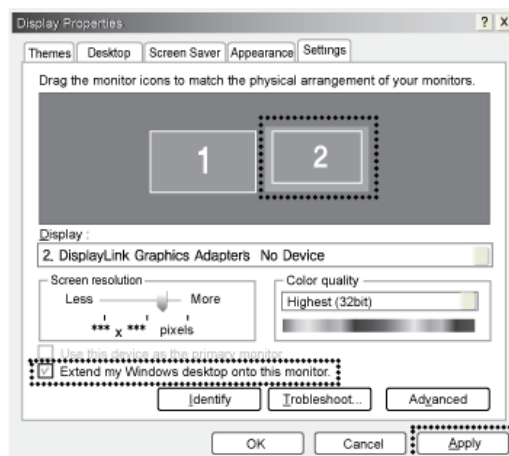 Display Properties ? X
Themes Desktop Screen Saver Appearance Settings
Drag the monitor icons to match the physical arrangement of your monitors.
1 2
Display :
2. DisplayLink Graphics Adapters No Device
Screen resolution
Less More
*** x *** pixels
Color quality
Highest (32bit)
Use this device as the primary monitor
Extend my Windows desktop onto this monitor.
Identify Trobleshoot... Advanced
OK Cancel Apply